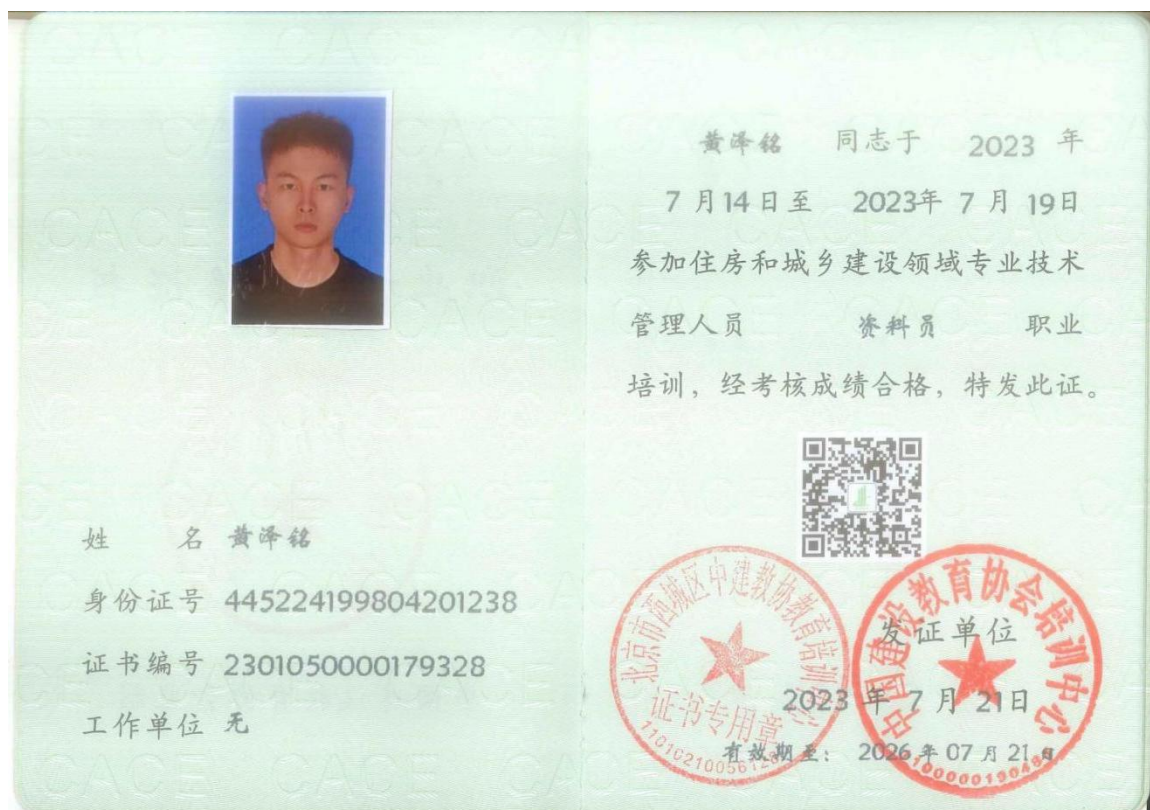 姓 名 黄泽铭
身份证号 445224199804201238
证书编号 2301050000179328
工作单位 无
黄泽铭 同志于 2023 年
7 月 14 日至 2023年 7 月 19日
参加住房和城乡建设领域专业技术
管理人员 资料员 职业
培训，经考核成绩合格，特发此证。
北京市西城区中建教协教育培训中心
证书专用章
中国建设教育协会培训中心
发证单位
2023 年 7 月 21日
有效期至： 2026 年 07 月 21 日
CACE